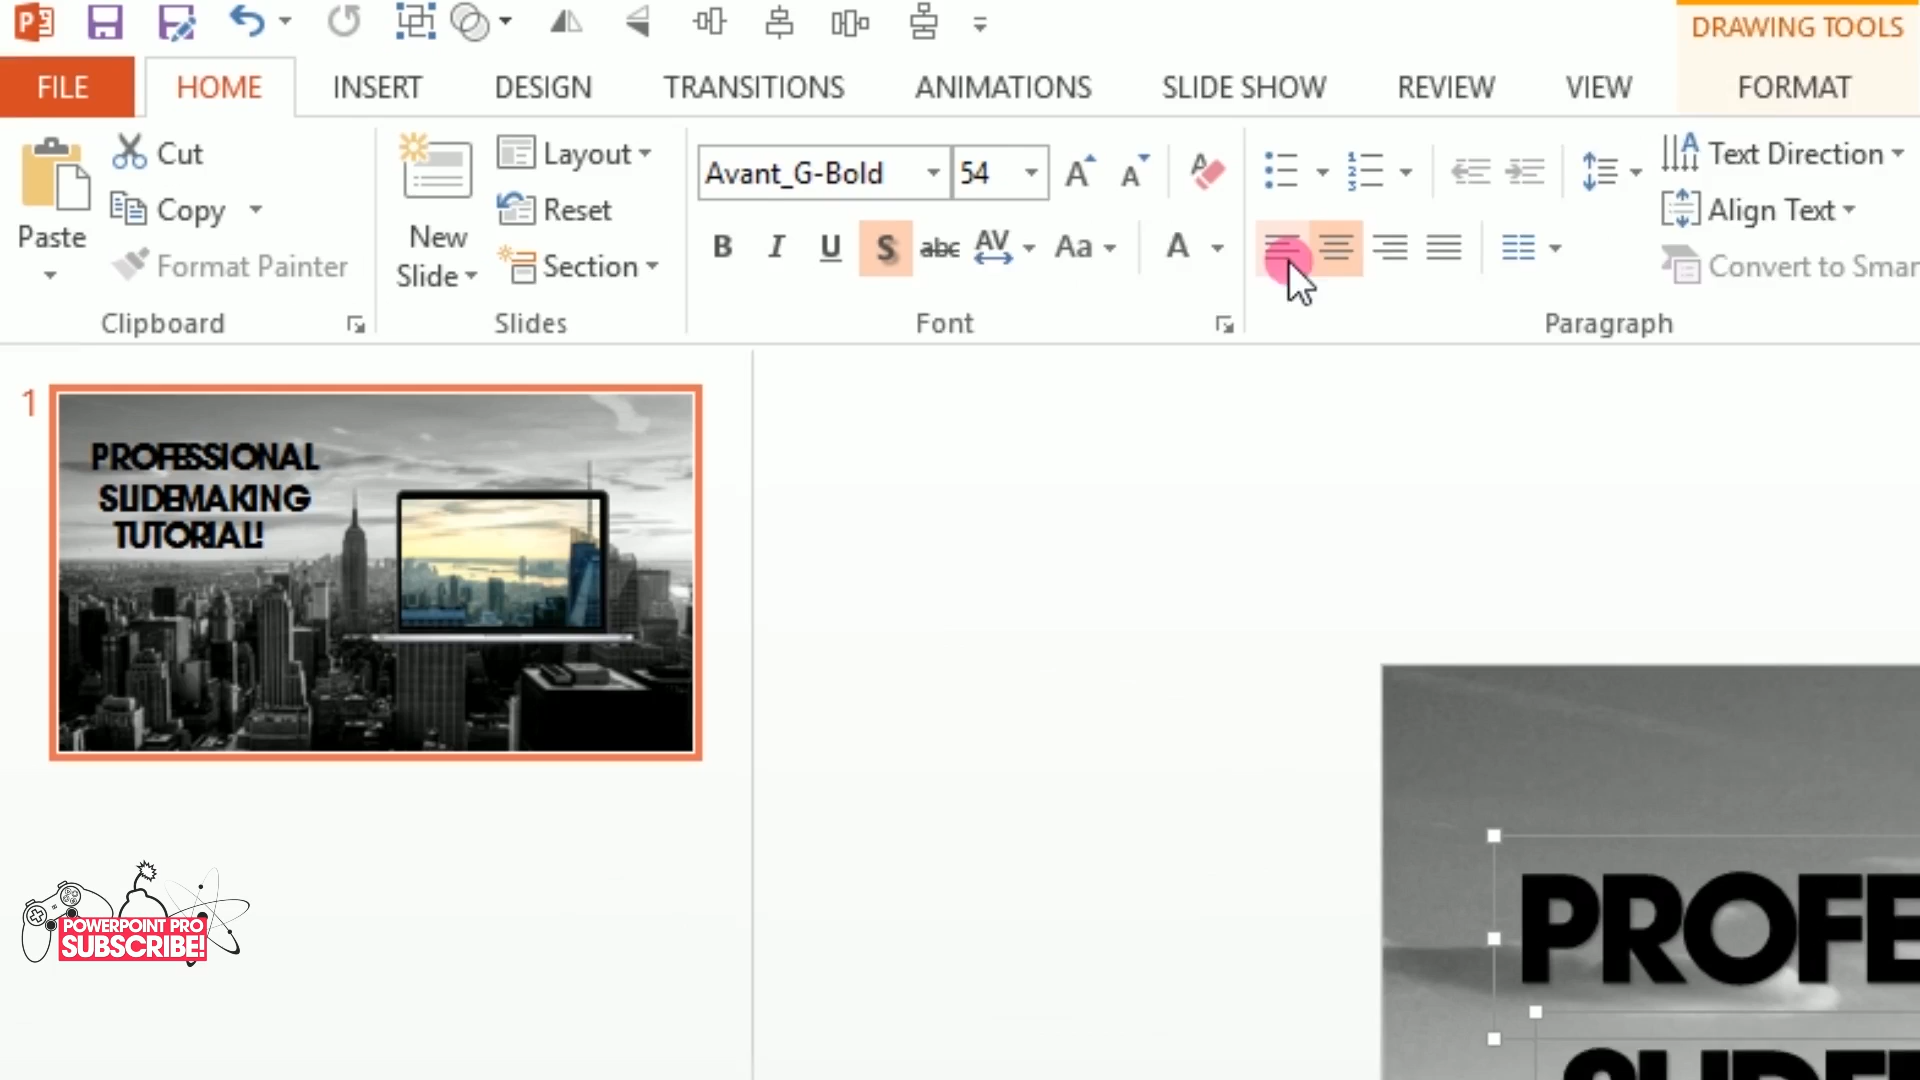 DRAWING TOOLS
FILE HOME INSERT DESIGN TRANSITIONS ANIMATIONS SLIDE SHOW REVIEW VIEW FORMAT
Paste
Cut
Copy
Format Painter
Clipboard
New
Slide
Layout
Reset
Section
Slides
Avant_G-Bold 54
B I U S abc AV Aa A
Font
Text Direction
Align Text
Convert to Smar
Paragraph
1
PROFESSIONAL
SLIDEMAKING
TUTORIAL!
POWERPOINT PRO
SUBSCRIBE!
PROFE
SLIDE